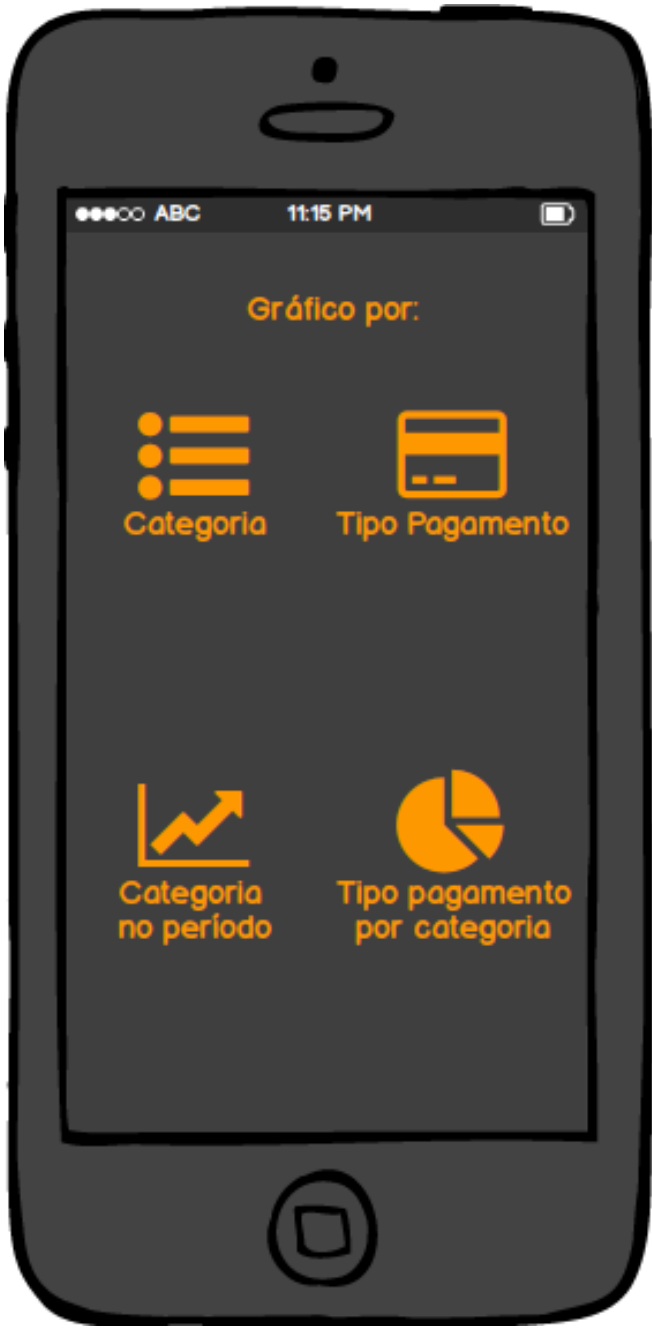 ABC 11:15 PM
Gráfico por:
Categoria
Tipo Pagamento
Categoria
no período
Tipo pagamento
por categoria